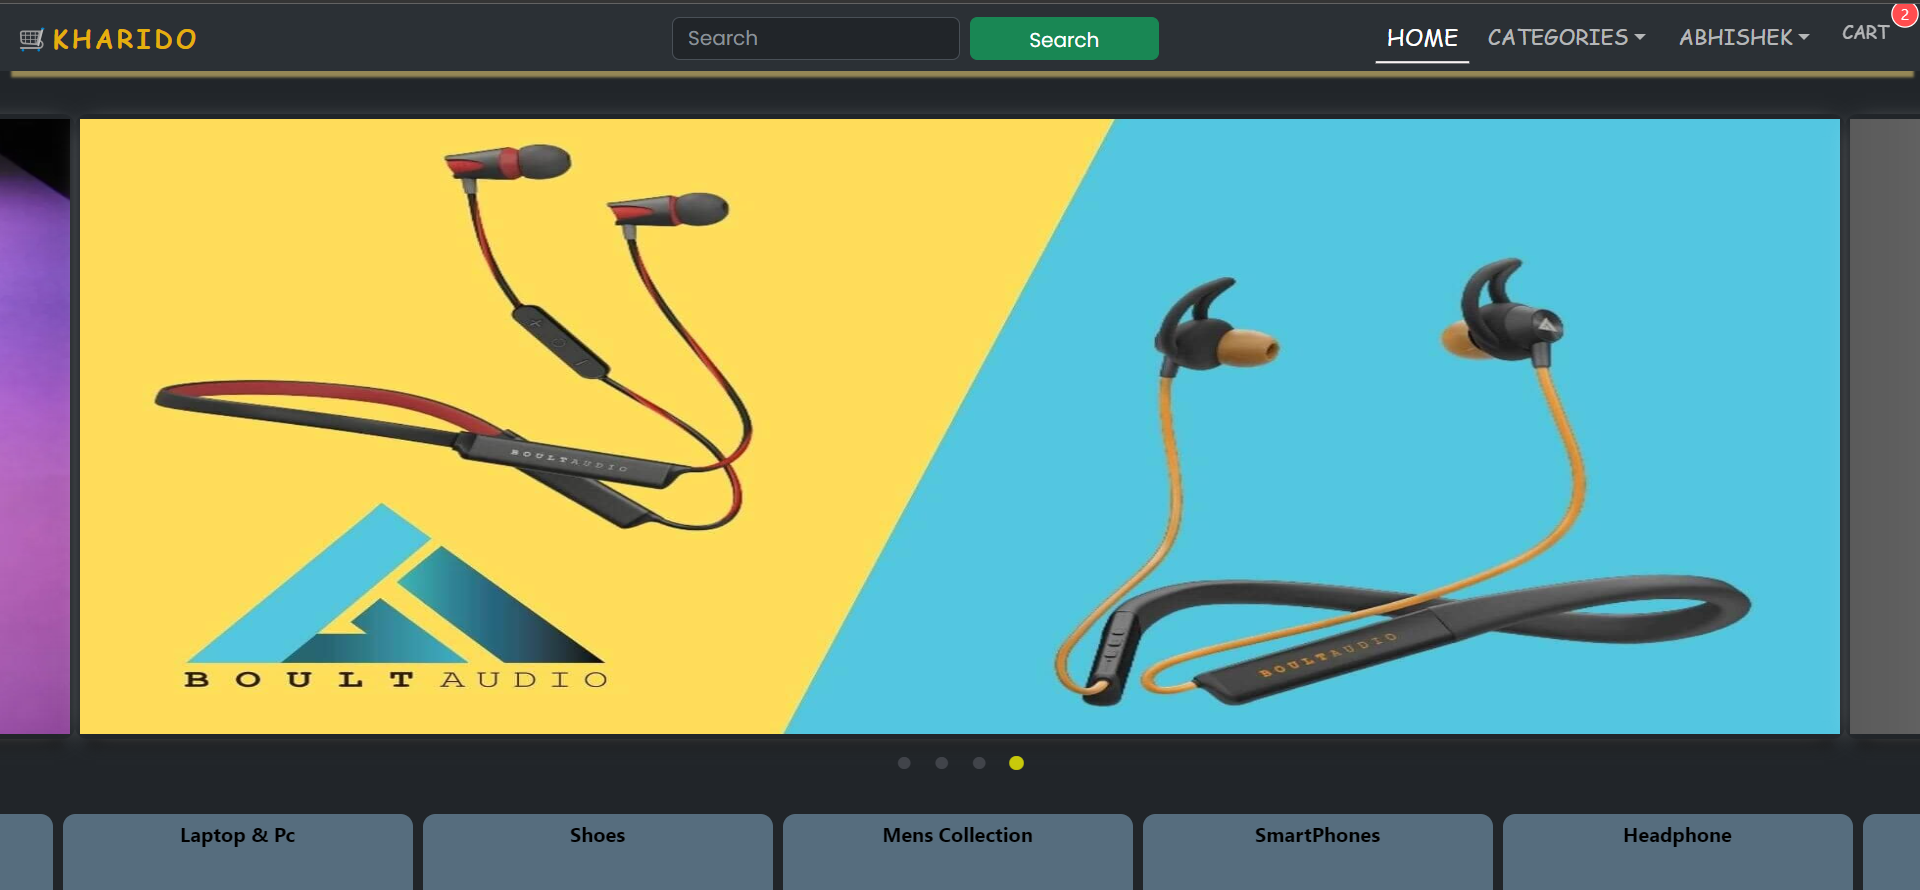 KHARIDO
Search
Search
HOME
CATEGORIES
ABHISHEK
CART
2
BOULTAUDIO
BOULT AUDIO
BOULTAUDIO
Laptop & Pc
Shoes
Mens Collection
SmartPhones
Headphone